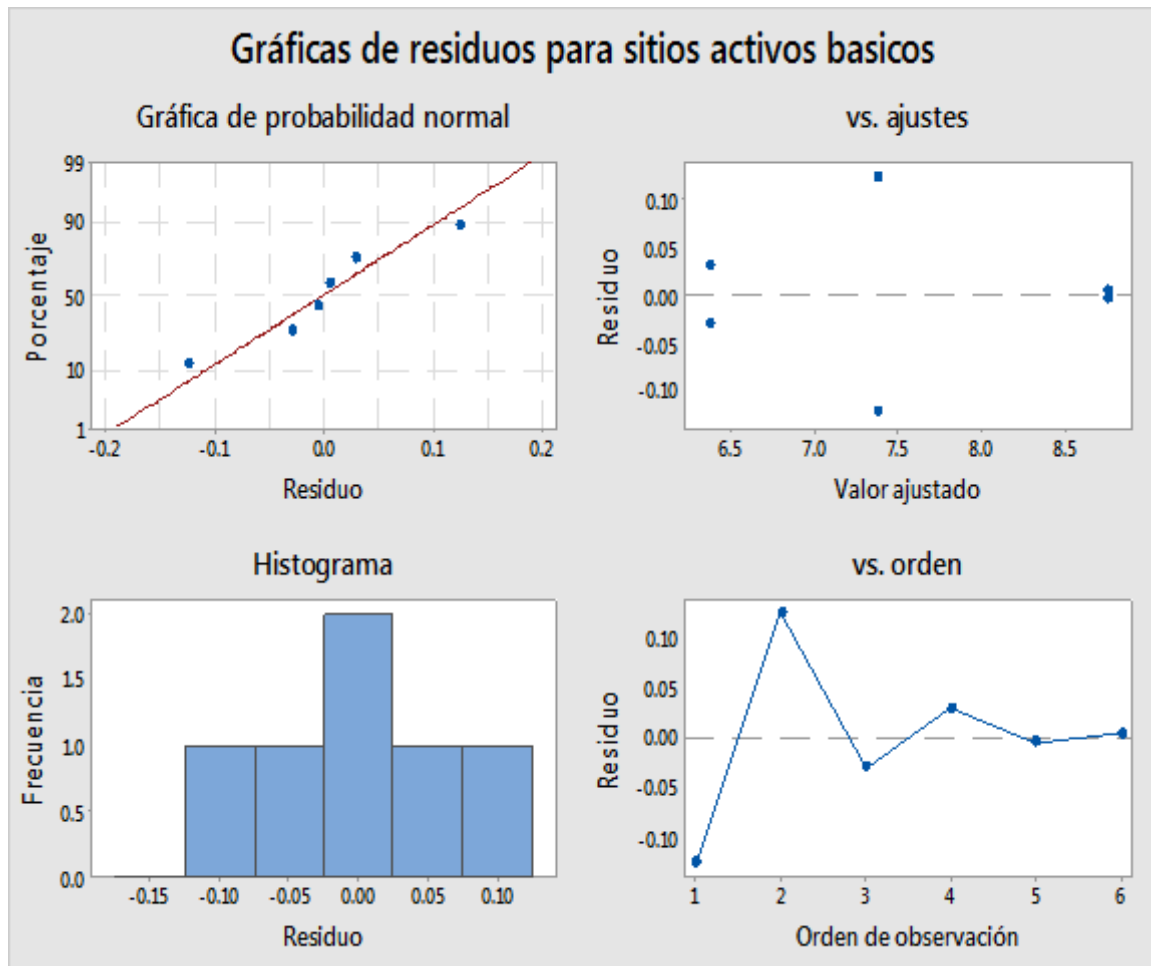 Gráficas de residuos para sitios activos basicos
Gráfica de probabilidad normal
99
90
50
10
1
Porcentaje
-0.2 -0.1 0.0 0.1 0.2
Residuo
vs. ajustes
0.10
0.05
0.00
-0.05
-0.10
Residuo
6.5 7.0 7.5 8.0 8.5
Valor ajustado
Histograma
2.0
1.5
1.0
0.5
0.0
Frecuencia
-0.15 -0.10 -0.05 0.00 0.05 0.10
Residuo
vs. orden
0.10
0.05
0.00
-0.05
-0.10
Residuo
1 2 3 4 5 6
Orden de observación